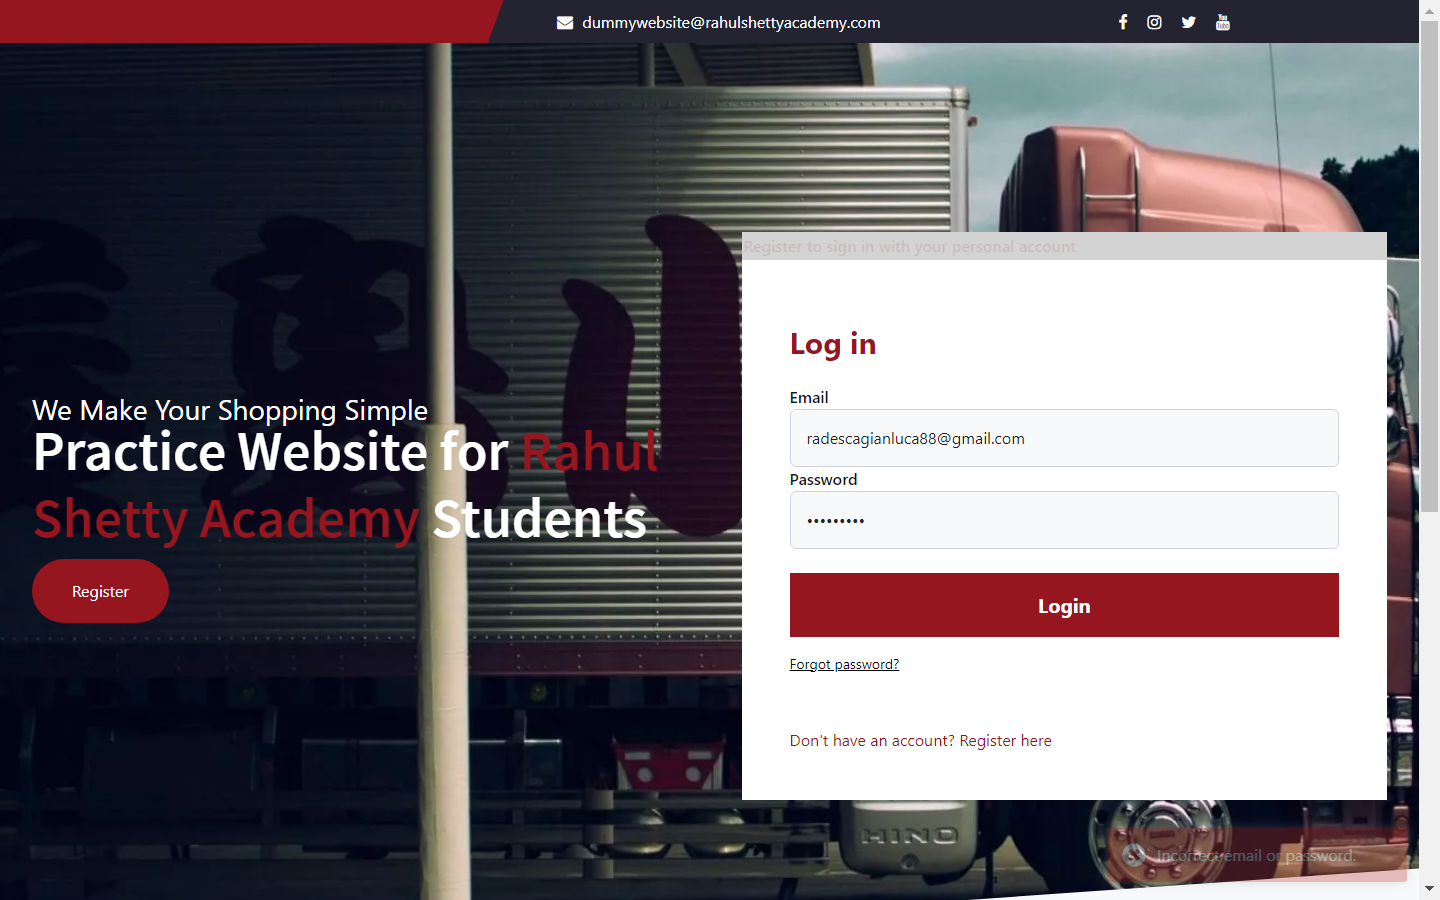 dummywebsite@rahulshettyacademy.com
Register to sign in with your personal account
Log in
Email
radescagianluca88@gmail.com
Password
•••••••••
Login
Forgot password?
Don't have an account? Register here
We Make Your Shopping Simple
Practice Website for Rahul
Shetty Academy Students
Register
山
HINO
Incorrect email or password.